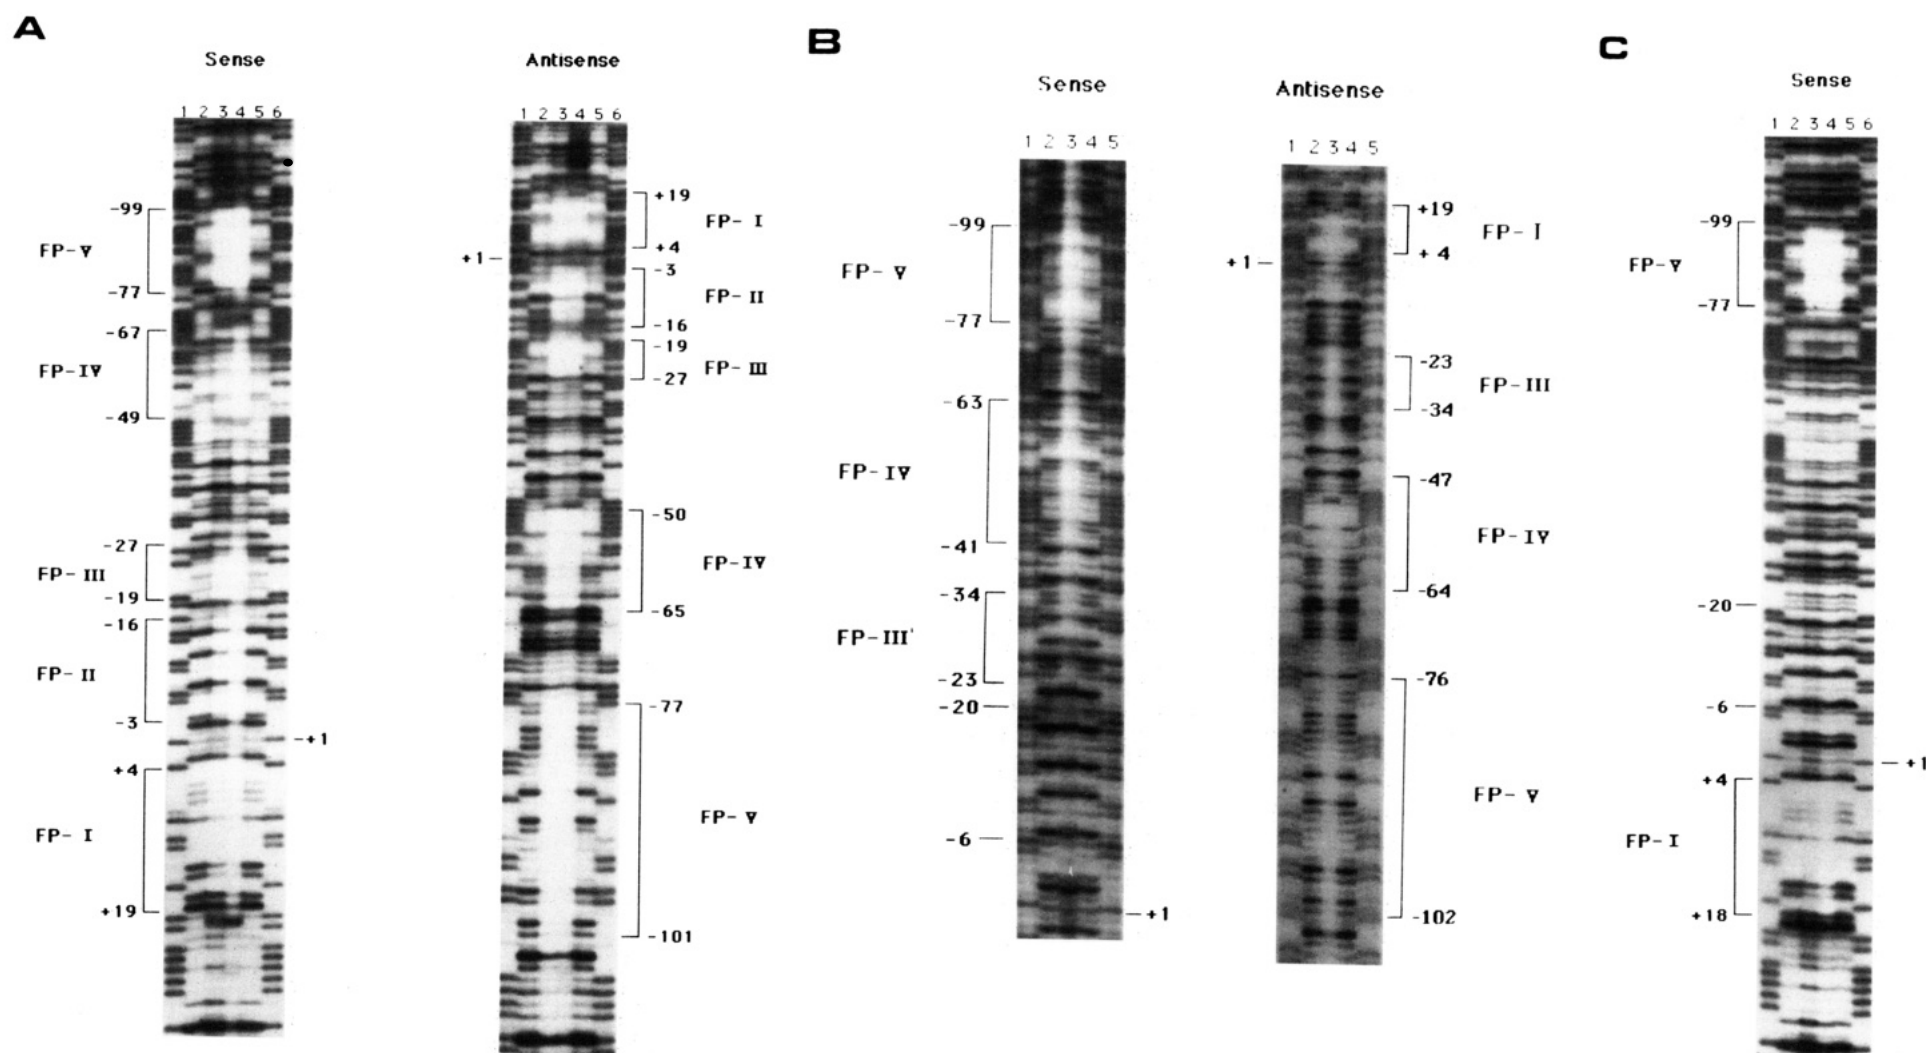 A
Sense
1 2 3 4 5 6
-99
FP-V
-77
-67
FP-IV
-49
-27
FP-III
-19
-16
FP-II
-3
-+1
+4
FP-I
+19
Antisense
1 2 3 4 5 6
+19
FP-I
+4
+1
-3
FP-II
-16
-19
FP-III
-27
-50
FP-IV
-65
-77
FP-V
-101
B
Sense
1 2 3 4 5
-99
FP-V
-77
-63
FP-IV
-41
-34
FP-III'
-23
-20
-6
+1
Antisense
1 2 3 4 5
+19
FP-I
+4
+1
-23
FP-III
-34
-47
FP-IV
-64
-76
FP-V
-102
C
Sense
1 2 3 4 5 6
-99
FP-V
-77
-20
-6
+1
+4
FP-I
+18